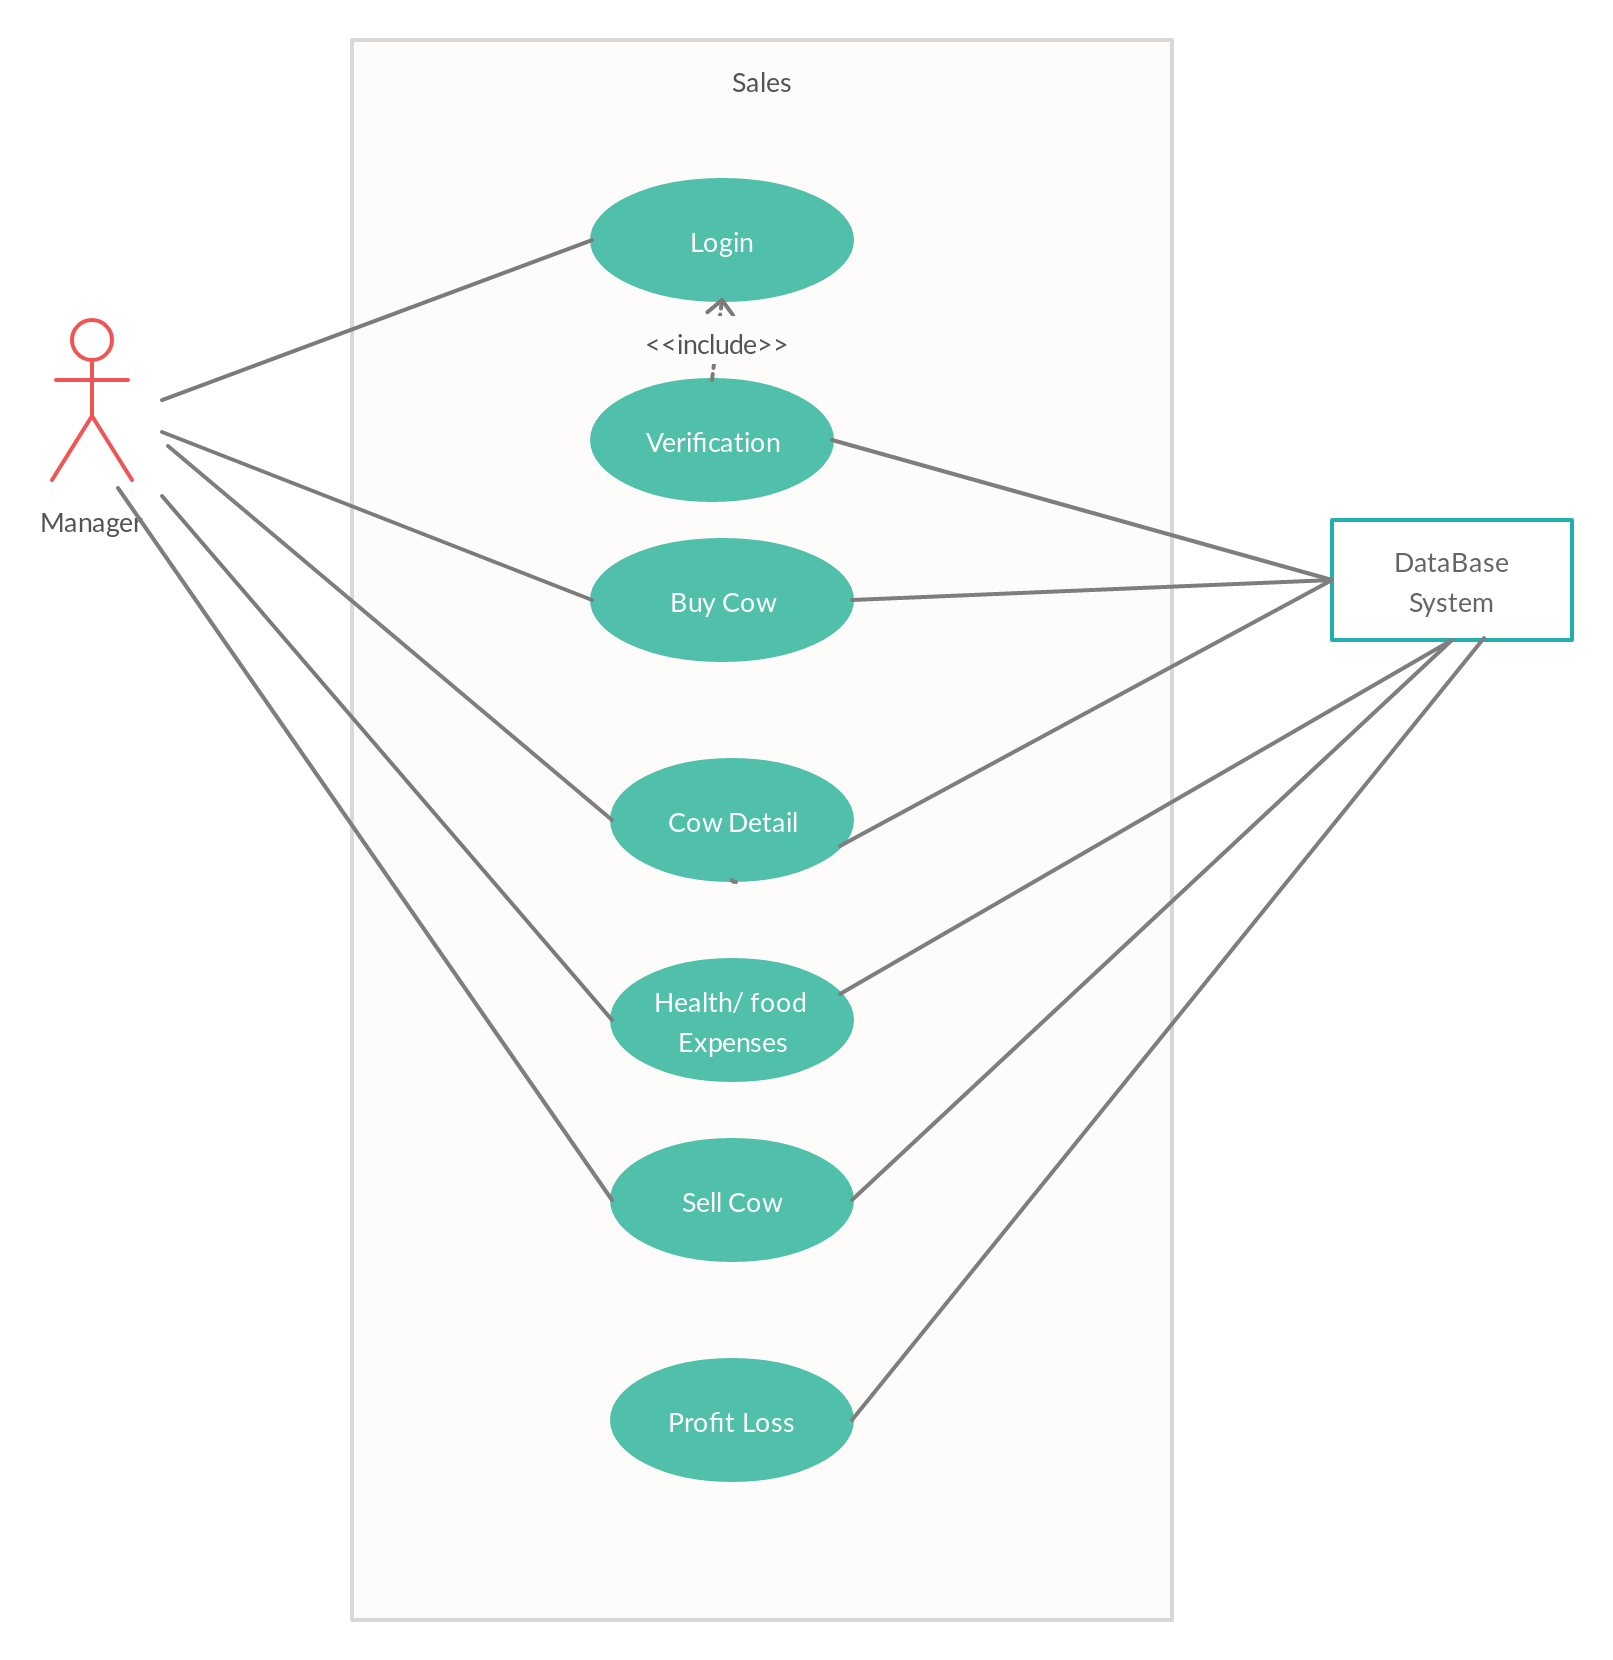 Sales
Login
<<include>>
Manager
Verification
DataBase
System
Buy Cow
Cow Detail
Health/ food
Expenses
Sell Cow
Profit Loss